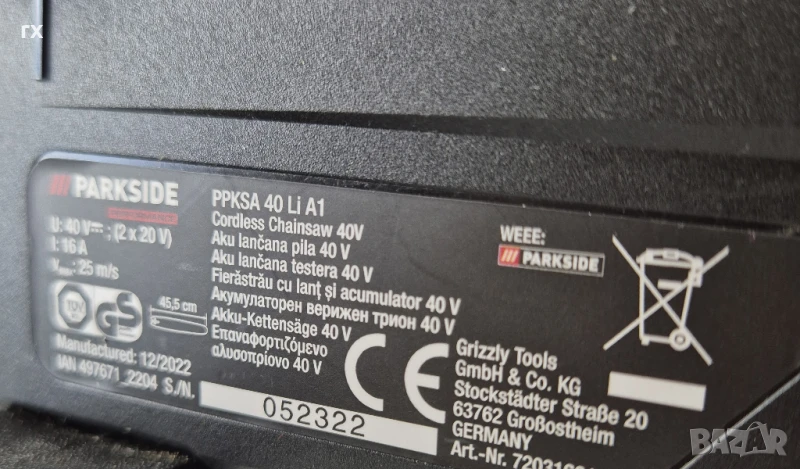 гх
PARKSIDE
U: 40 V ; (2 x 20 V)
I: 16 A
: 25 m/s
45,5 cm
Manufactured: 12/2022
IAN 497671_2204 S./N.
052322
PPKSA 40 Li A1
Cordless Chainsaw 40V
Aku lančana pila 40 V
Aku lančana testera 40 V
Fierăstrău cu lanț și acumulator 40 V
Акумулаторен верижен трион 40 V
Akku-Kettensäge 40 V
Επαναφορτιζόμενο
αλυσοπρίονο 40 V
CE
WEEE:
PARKSIDE
Grizzly Tools
GmbH & Co. KG
Stockstädter Straße 20
63762 Großostheim
GERMANY
Art.-Nr.
BAZAR